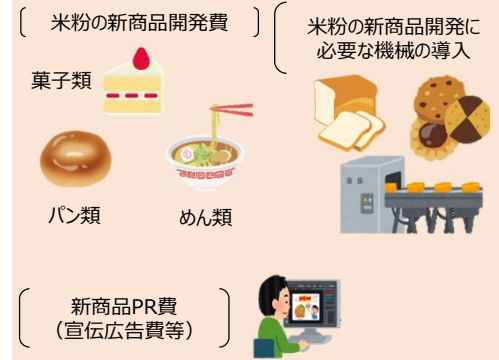 米粉の新商品開発費
菓子類
パン類
めん類
米粉の新商品開発に
必要な機械の導入
新商品PR費
（宣伝広告費等）
NEW